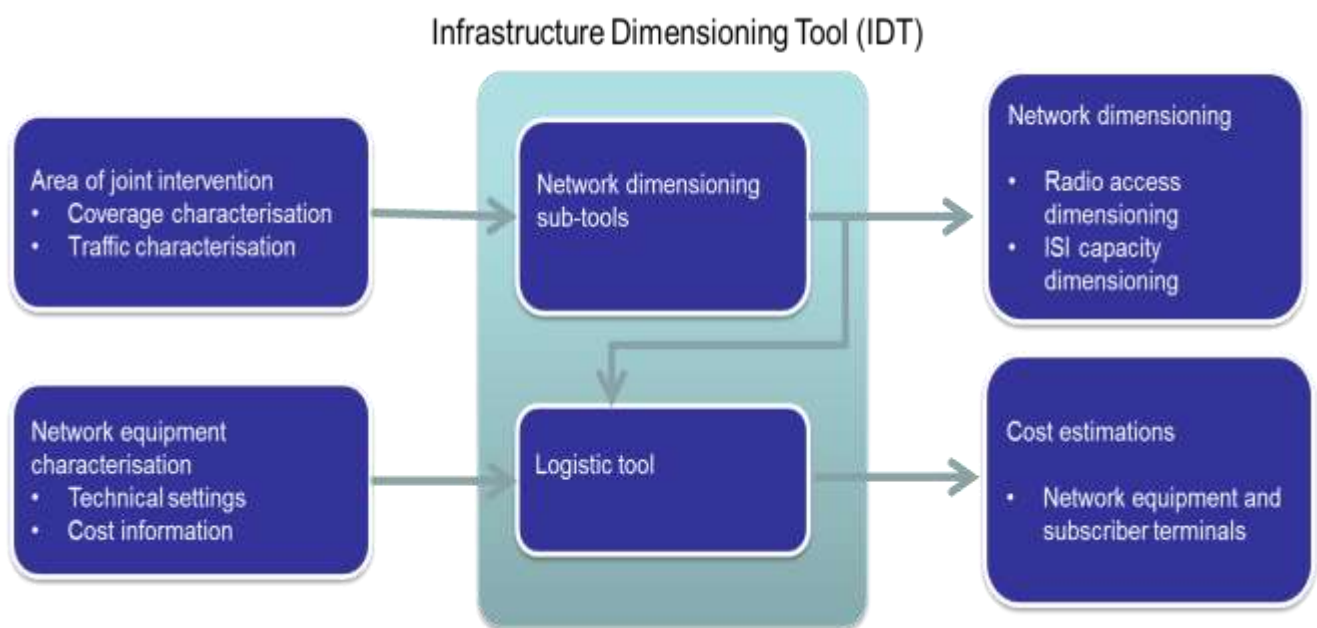 Infrastructure Dimensioning Tool (IDT)
Area of joint intervention
• Coverage characterisation
• Traffic characterisation
Network dimensioning
sub-tools
Network dimensioning
• Radio access
dimensioning
• ISI capacity
dimensioning
Network equipment
characterisation
• Technical settings
• Cost information
Logistic tool
Cost estimations
• Network equipment and
subscriber terminals